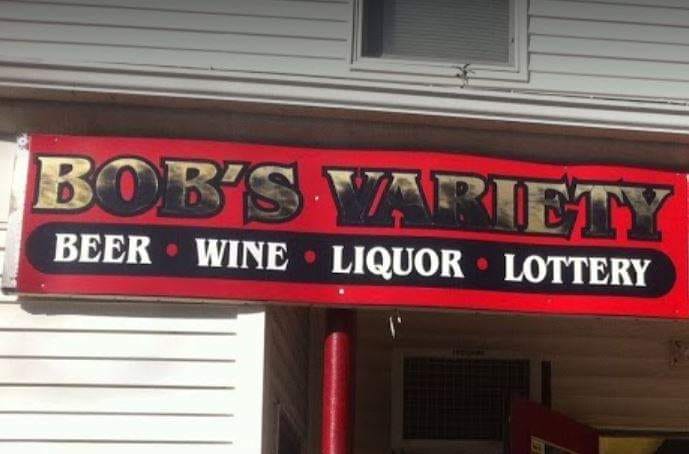 BOB'S VARIETY
BEER • WINE • LIQUOR • LOTTERY